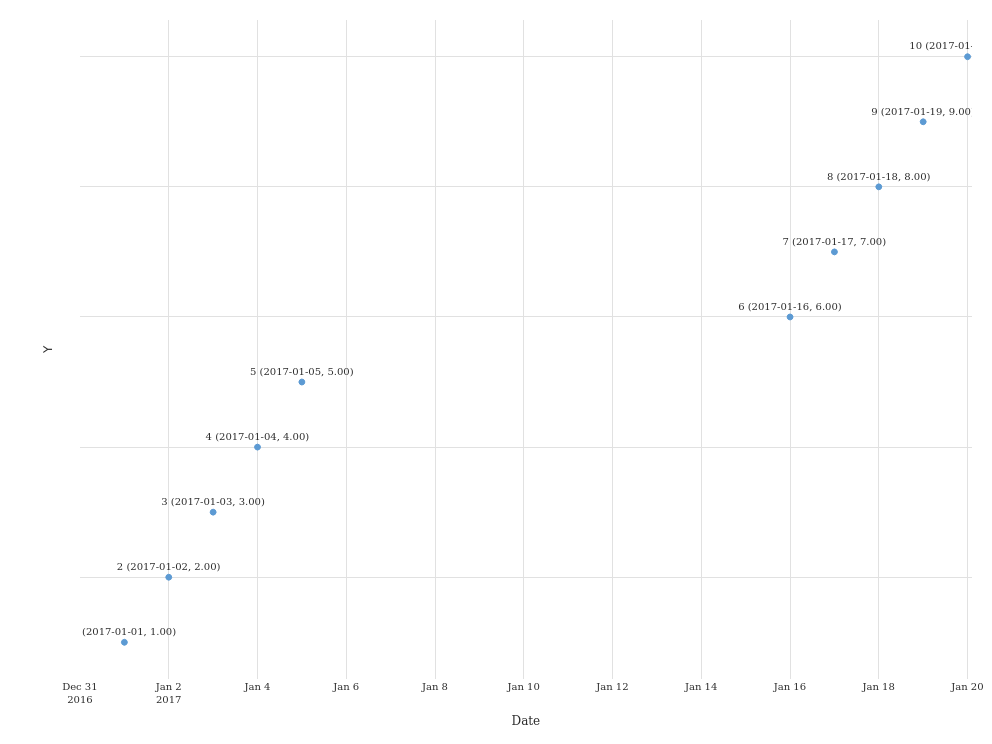 10 (2017-01-
9 (2017-01-19, 9.00
8 (2017-01-18, 8.00)
7 (2017-01-17, 7.00)
6 (2017-01-16, 6.00)
Y
5 (2017-01-05, 5.00)
4 (2017-01-04, 4.00)
3 (2017-01-03, 3.00)
2 (2017-01-02, 2.00)
(2017-01-01, 1.00)
Dec 31 Jan 2 Jan 4 Jan 6 Jan 8 Jan 10 Jan 12 Jan 14 Jan 16 Jan 18 Jan 20
2016 2017
Date